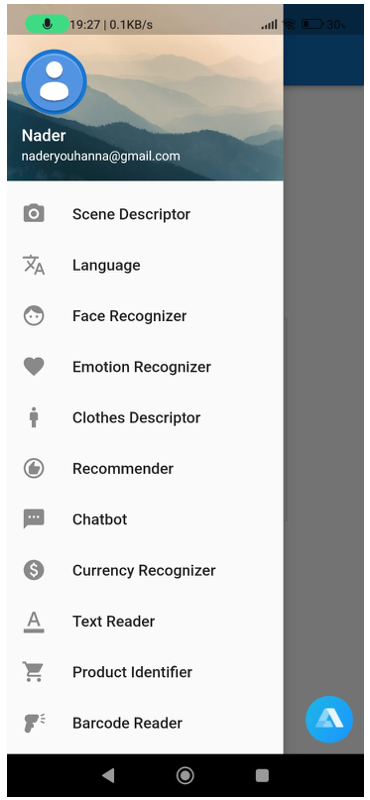 19:27 | 0.1KB/s
30
Nader
naderyouhanna@gmail.com
Scene Descriptor
Language
Face Recognizer
Emotion Recognizer
Clothes Descriptor
Recommender
Chatbot
Currency Recognizer
Text Reader
Product Identifier
Barcode Reader